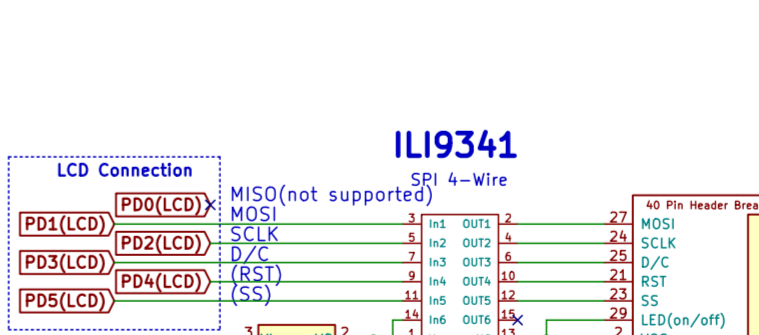 ILI9341
SPI 4-Wire
LCD Connection
PD0(LCD) MISO(not supported)
PD1(LCD) MOSI 3 In1 OUT1 2 27 MOSI
PD2(LCD) SCLK 5 In2 OUT2 4 24 SCLK
PD3(LCD) D/C 7 In3 OUT3 6 25 D/C
PD4(LCD) (RST) 9 In4 OUT4 10 21 RST
PD5(LCD) (SS) 11 In5 OUT5 12 23 SS
14 In6 OUT6 15 29 LED(on/off)
40 Pin Header
3 2 1 13 2